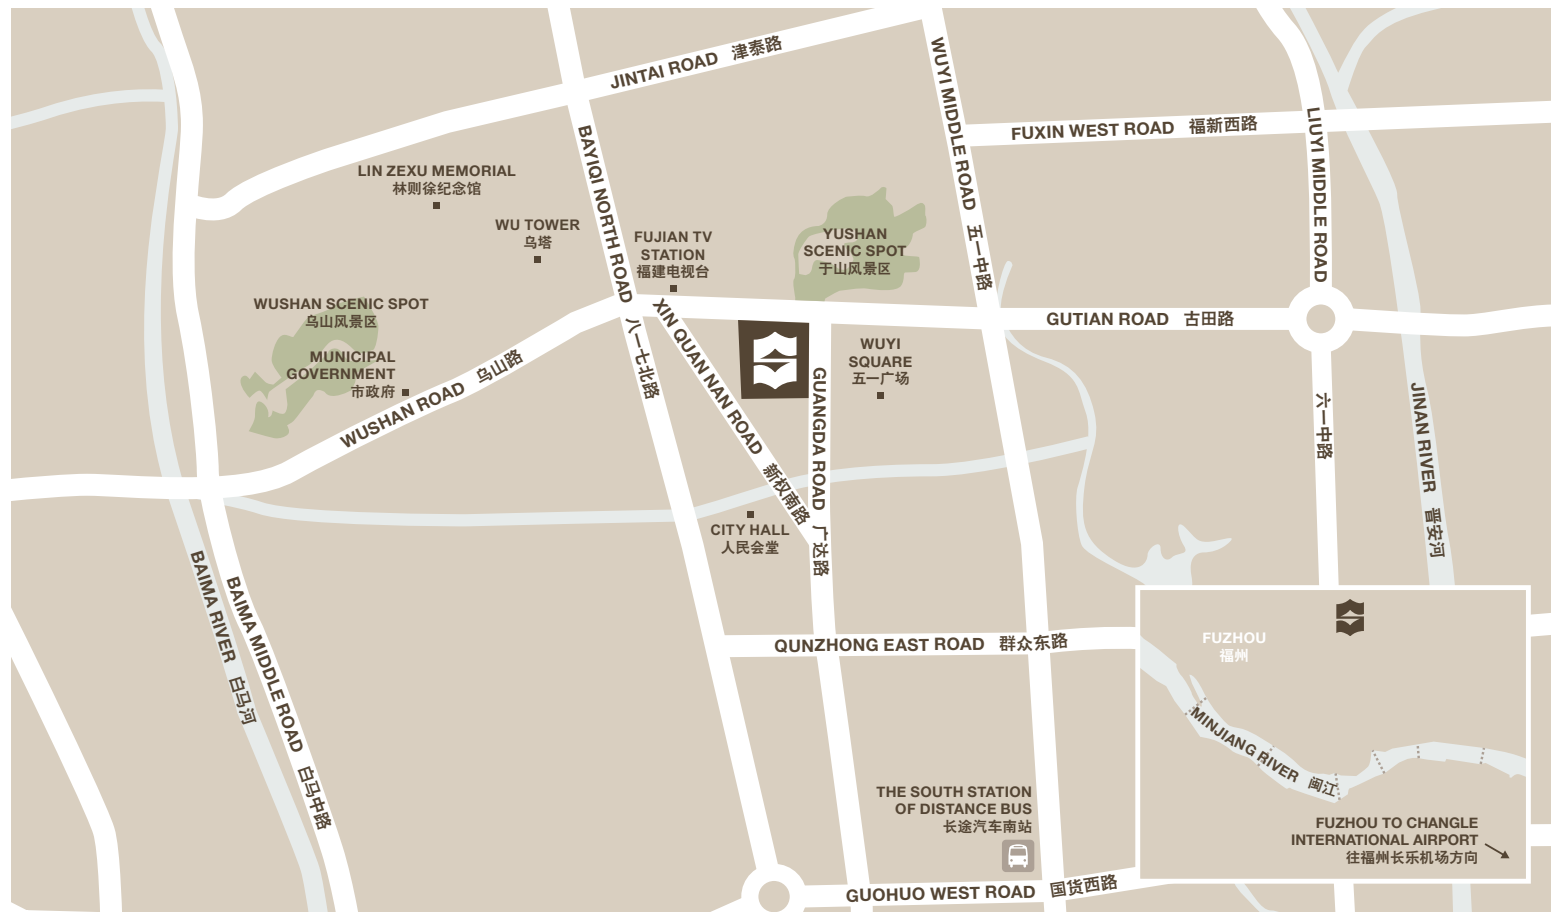 JINTAI ROAD 津泰路
WUYI MIDDLE ROAD 五一中路
FUXIN WEST ROAD 福新西路
LIUYI MIDDLE ROAD 六一中路
BAYIQI NORTH ROAD 八一七北路
LIN ZEXU MEMORIAL
林则徐纪念馆
WU TOWER
乌塔
FUJIAN TV
STATION
福建电视台
YUSHAN
SCENIC SPOT
于山风景区
WUSHAN SCENIC SPOT
乌山风景区
MUNICIPAL
GOVERNMENT
市政府
WUSHAN ROAD 乌山路
XIN QUAN NAN ROAD 新权南路
GUTIAN ROAD 古田路
WUYI
SQUARE
五一广场
GUANGDA ROAD 广达路
JINAN RIVER 晋安河
CITY HALL
人民会堂
BAIMA RIVER 白马河
BAIMA MIDDLE ROAD 白马中路
QUNZHONG EAST ROAD 群众东路
FUZHOU
福州
MINJIANG RIVER 闽江
THE SOUTH STATION
OF DISTANCE BUS
长途汽车南站
FUZHOU TO CHANGLE
INTERNATIONAL AIRPORT
往福州长乐机场方向
GUOHUO WEST ROAD 国货西路